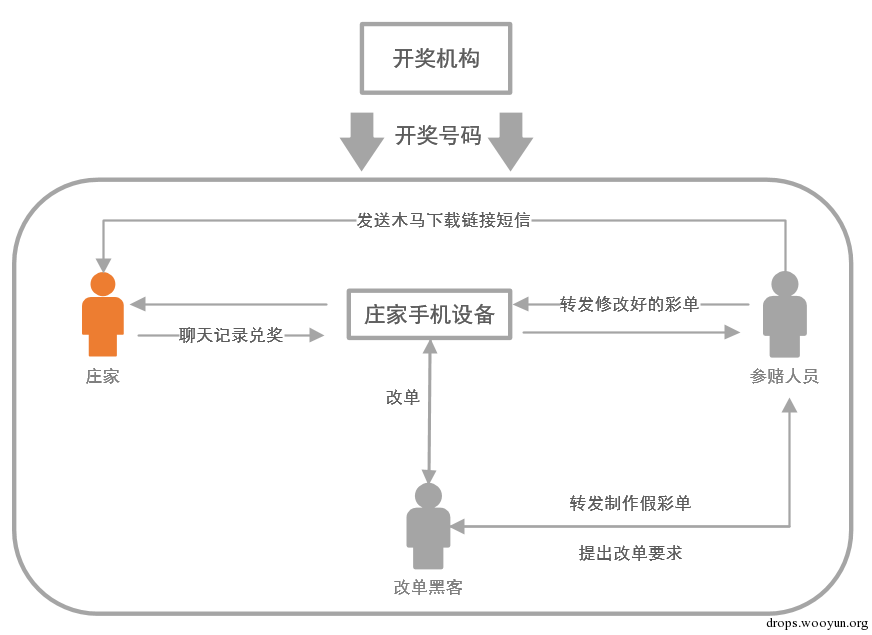 开奖机构
开奖号码
发送木马下载链接短信
庄家手机设备
转发修改好的彩单
聊天记录兑奖
庄家
参赌人员
改单
转发制作假彩单
提出改单要求
改单黑客
drops.wooyun.org